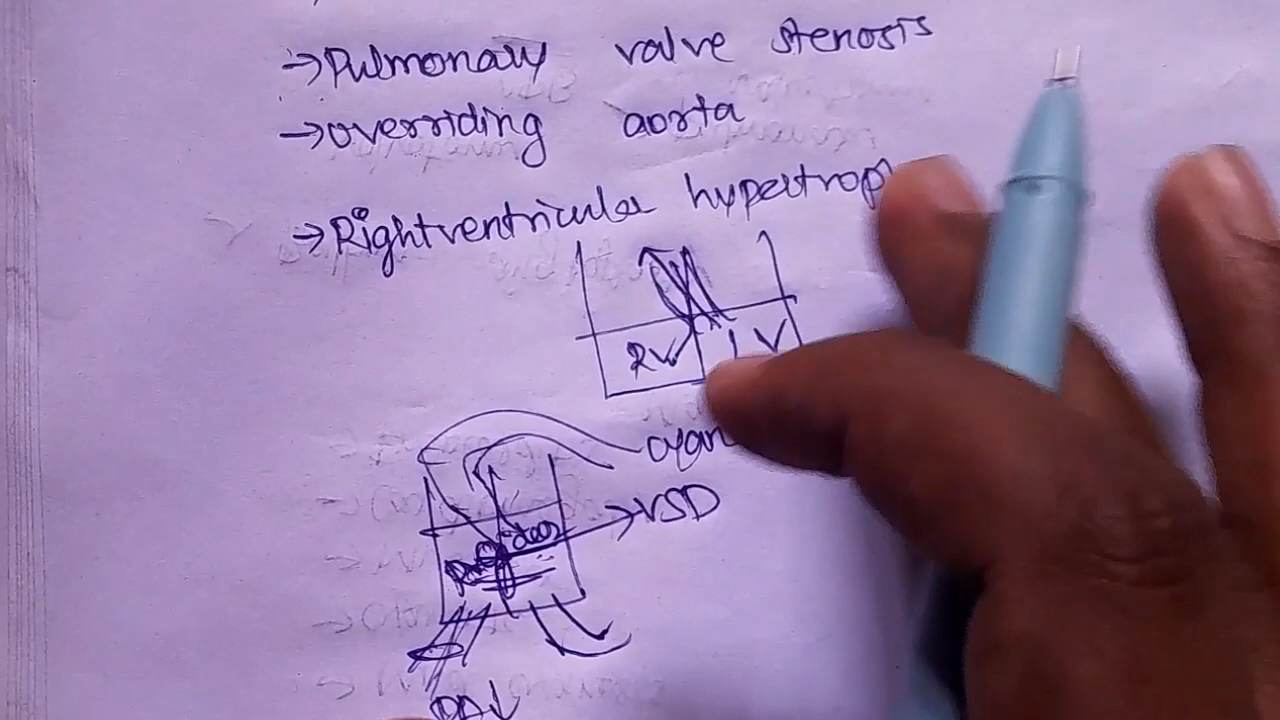 →Pulmonary valve stenosis
→overriding aorta
→Rightventricular hypertrop
RV LV
cyan
→VSD